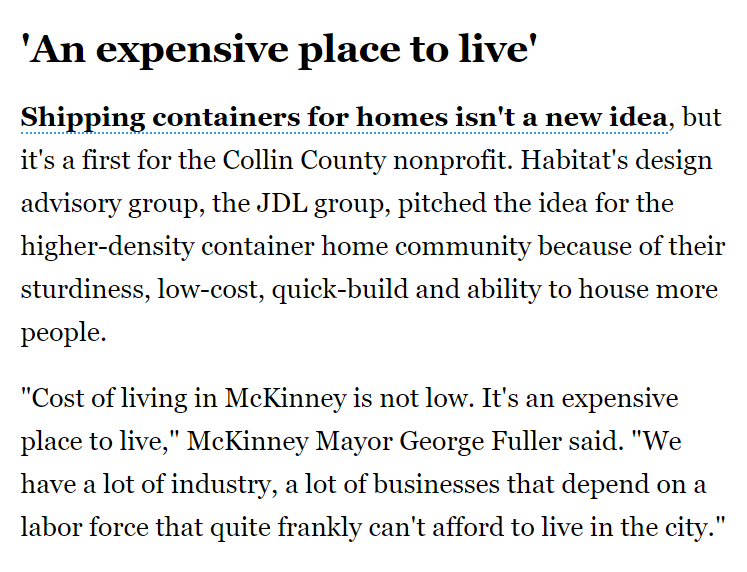 'An expensive place to live'
Shipping containers for homes isn't a new idea, but
it's a first for the Collin County nonprofit. Habitat's design
advisory group, the JDL group, pitched the idea for the
higher-density container home community because of their
sturdiness, low-cost, quick-build and ability to house more
people.
"Cost of living in McKinney is not low. It's an expensive
place to live," McKinney Mayor George Fuller said. "We
have a lot of industry, a lot of businesses that depend on a
labor force that quite frankly can't afford to live in the city."